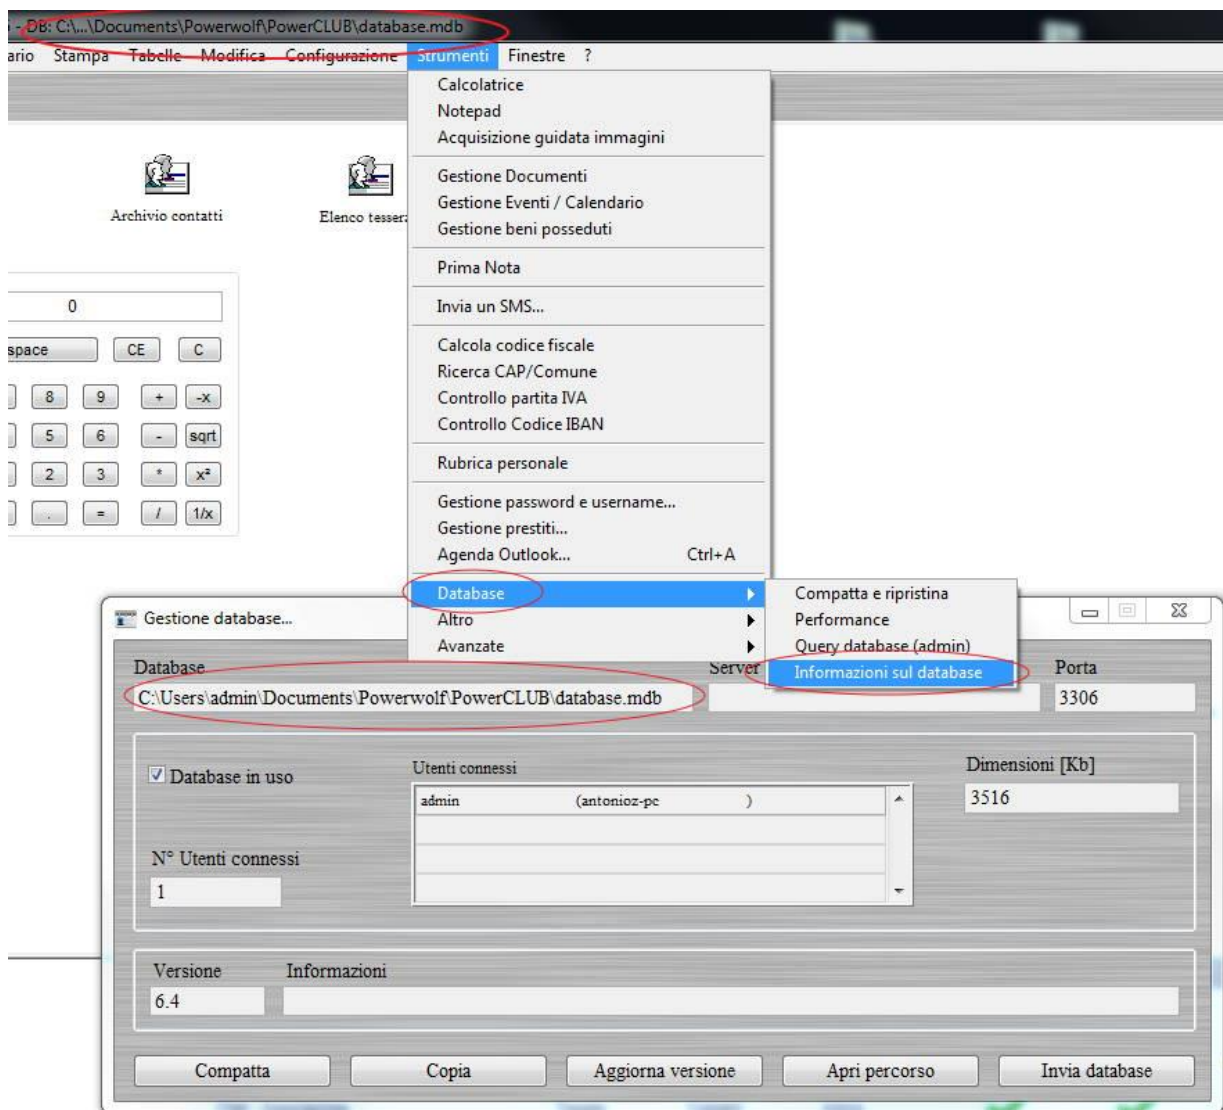 - DB: C:\...\Documents\Powerwolf\PowerCLUB\database.mdb
ario Stampa Tabelle Modifica Configurazione Strumenti Finestre ?
Calcolatrice
Notepad
Acquisizione guidata immagini
Gestione Documenti
Gestione Eventi / Calendario
Gestione beni posseduti
Prima Nota
Invia un SMS...
Calcola codice fiscale
Ricerca CAP/Comune
Controllo partita IVA
Controllo Codice IBAN
Rubrica personale
Gestione password e username...
Gestione prestiti...
Agenda Outlook... Ctrl+A
Database
Altro
Avanzate
Compatta e ripristina
Performance
Query database (admin)
Informazioni sul database
Archivio contatti
Elenco tessera
0
space CE C
8 9 + -x
5 6 - sqrt
2 3 * x²
. = / 1/x
Gestione database...
Database Server Porta
C:\Users\admin\Documents\Powerwolf\PowerCLUB\database.mdb 3306
Database in uso
Utenti connessi
admin (antonioz-pc )
Dimensioni [Kb]
3516
N° Utenti connessi
1
Versione Informazioni
6.4
Compatta Copia Aggiorna versione Apri percorso Invia database